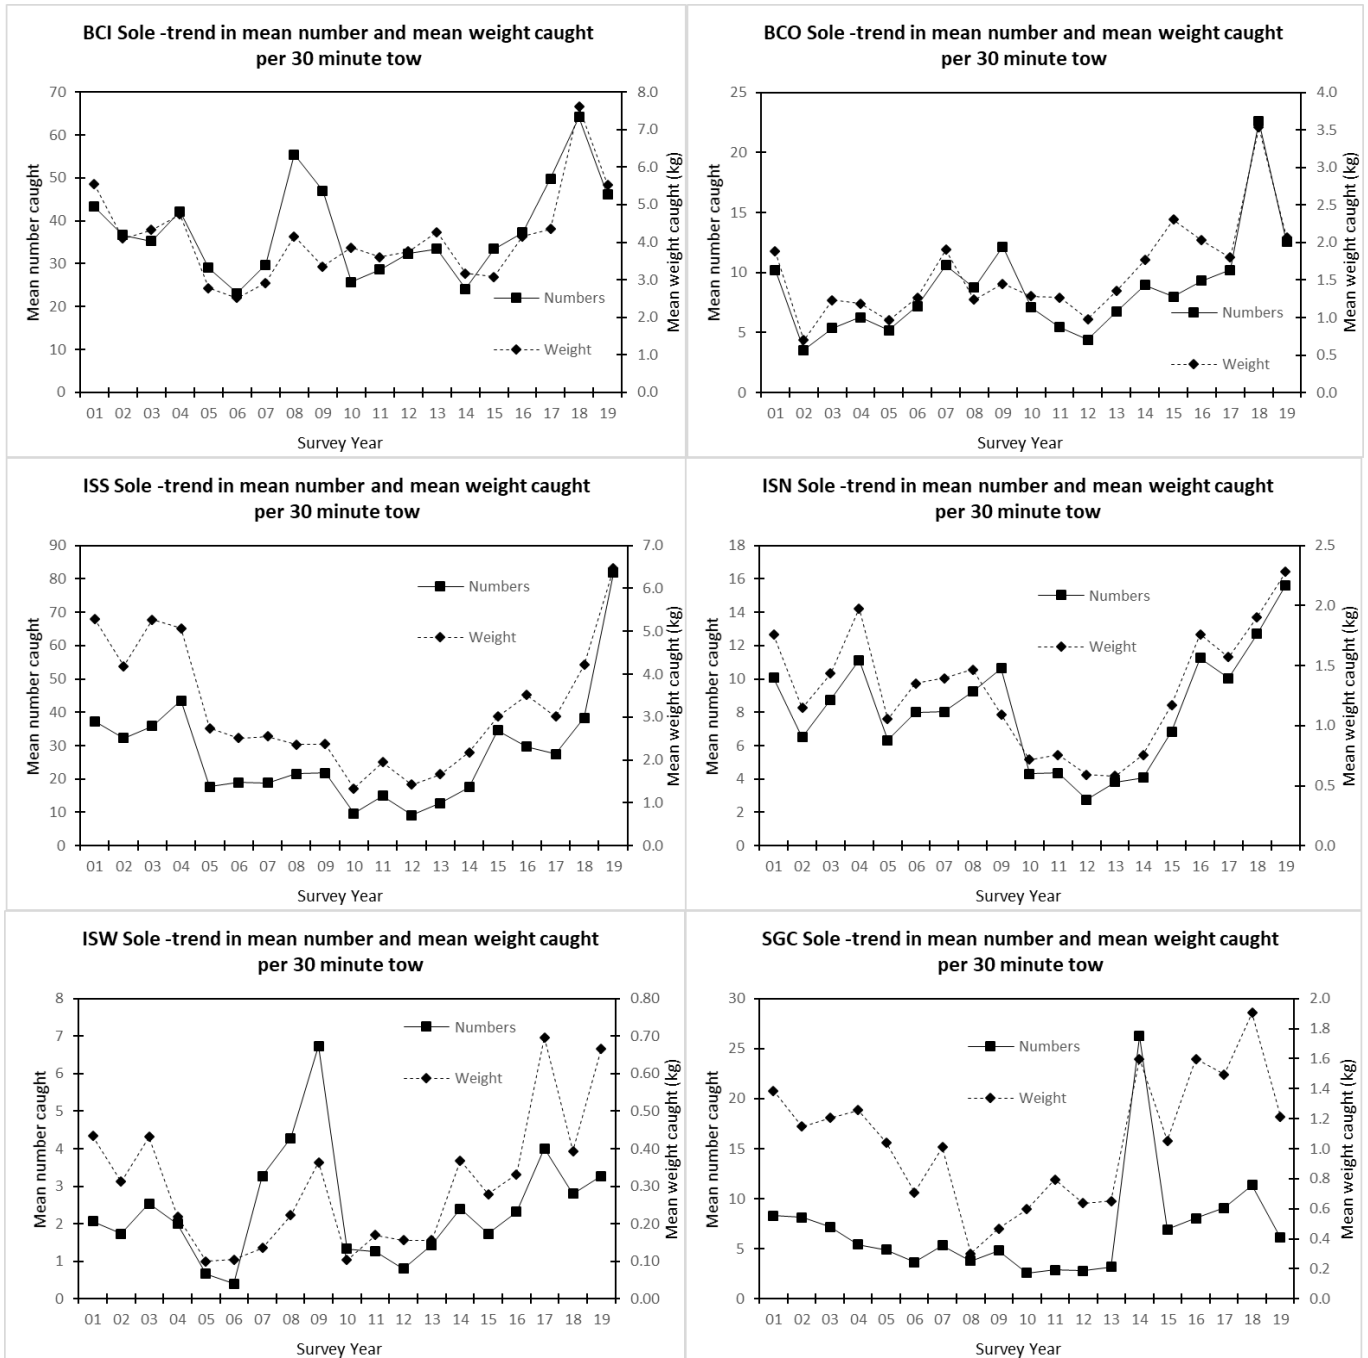 BCI Sole -trend in mean number and mean weight caught
per 30 minute tow
70
60
50
40
30
20
10
0
Mean number caught
8.0
7.0
6.0
5.0
4.0
3.0
2.0
1.0
0.0
Mean weight caught (kg)
Numbers
Weight
01 02 03 04 05 06 07 08 09 10 11 12 13 14 15 16 17 18 19
Survey Year
BCO Sole -trend in mean number and mean weight caught
per 30 minute tow
25
20
15
10
5
0
Mean number caught
4.0
3.5
3.0
2.5
2.0
1.5
1.0
0.5
0.0
Mean weight caught (kg)
Numbers
Weight
01 02 03 04 05 06 07 08 09 10 11 12 13 14 15 16 17 18 19
Survey Year
ISS Sole -trend in mean number and mean weight caught
per 30 minute tow
90
80
70
60
50
40
30
20
10
0
Mean number caught
7.0
6.0
5.0
4.0
3.0
2.0
1.0
0.0
Mean weight caught (kg)
Numbers
Weight
01 02 03 04 05 06 07 08 09 10 11 12 13 14 15 16 17 18 19
Survey Year
ISN Sole -trend in mean number and mean weight caught
per 30 minute tow
18
16
14
12
10
8
6
4
2
0
Mean number caught
2.5
2.0
1.5
1.0
0.5
0.0
Mean weight caught (kg)
Numbers
Weight
01 02 03 04 05 06 07 08 09 10 11 12 13 14 15 16 17 18 19
Survey Year
ISW Sole -trend in mean number and mean weight caught
per 30 minute tow
8
7
6
5
4
3
2
1
0
Mean number caught
0.80
0.70
0.60
0.50
0.40
0.30
0.20
0.10
0.00
Mean weight caught (kg)
Numbers
Weight
01 02 03 04 05 06 07 08 09 10 11 12 13 14 15 16 17 18 19
Survey Year
SGC Sole -trend in mean number and mean weight caught
per 30 minute tow
30
25
20
15
10
5
0
Mean number caught
2.0
1.8
1.6
1.4
1.2
1.0
0.8
0.6
0.4
0.2
0.0
Mean weight caught (kg)
Numbers
Weight
01 02 03 04 05 06 07 08 09 10 11 12 13 14 15 16 17 18 19
Survey Year